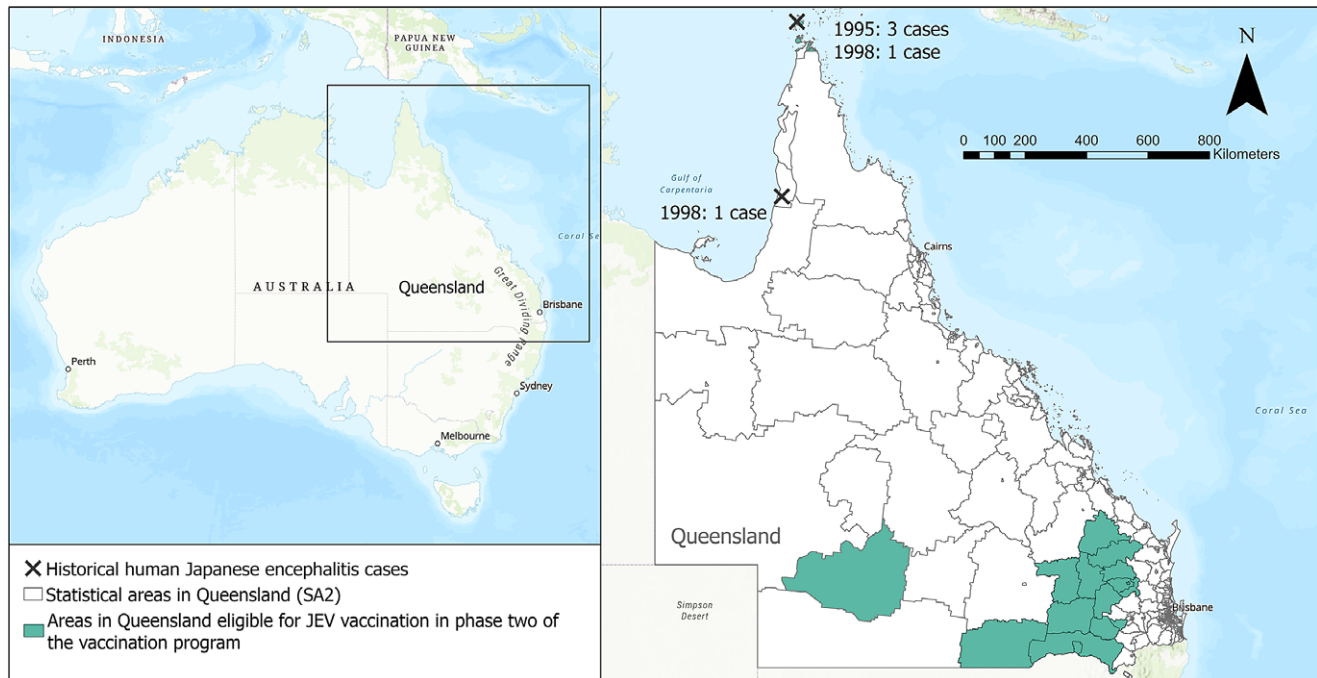 INDONESIA
PAPUA NEW
GUINEA
Coral Se
AUSTRALIA
Queensland
Great Dividing Range
Brisbane
Perth
Sydney
Melbourne
Historical human Japanese encephalitis cases
Statistical areas in Queensland (SA2)
Areas in Queensland eligible for JEV vaccination in phase two of
the vaccination program
1995: 3 cases
1998: 1 case
N
0 100 200 400 600 800
Kilometers
Gulf of
Carpentaria
1998: 1 case
Cairns
Coral Sea
Queensland
Simpson
Desert
Brisbane